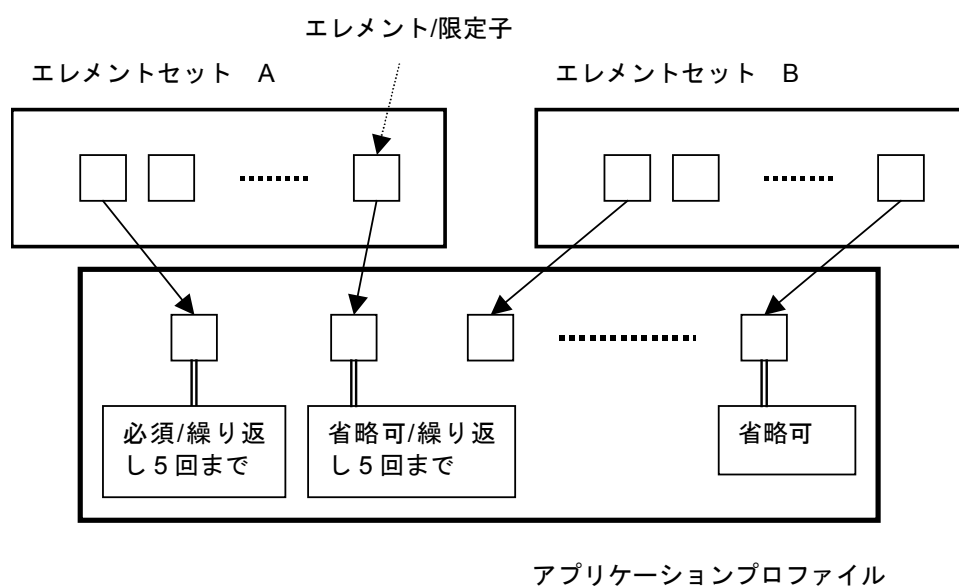 エレメント/限定子
エレメントセット　A
エレメントセット　B
必須/繰り返
し５回まで
省略可/繰り返
し５回まで
省略可
アプリケーションプロファイル